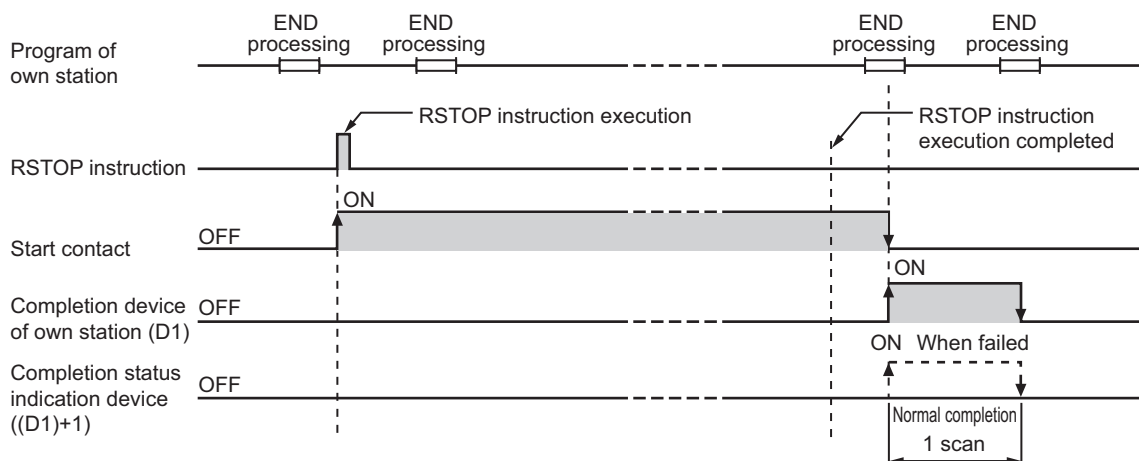 END
processing
END
processing
END
processing
END
processing
Program of
own station
RSTOP instruction execution
RSTOP instruction
execution completed
RSTOP instruction
ON
OFF
Start contact
ON
OFF
Completion device
of own station (D1)
ON When failed
OFF
Completion status
indication device
((D1)+1)
Normal completion
1 scan